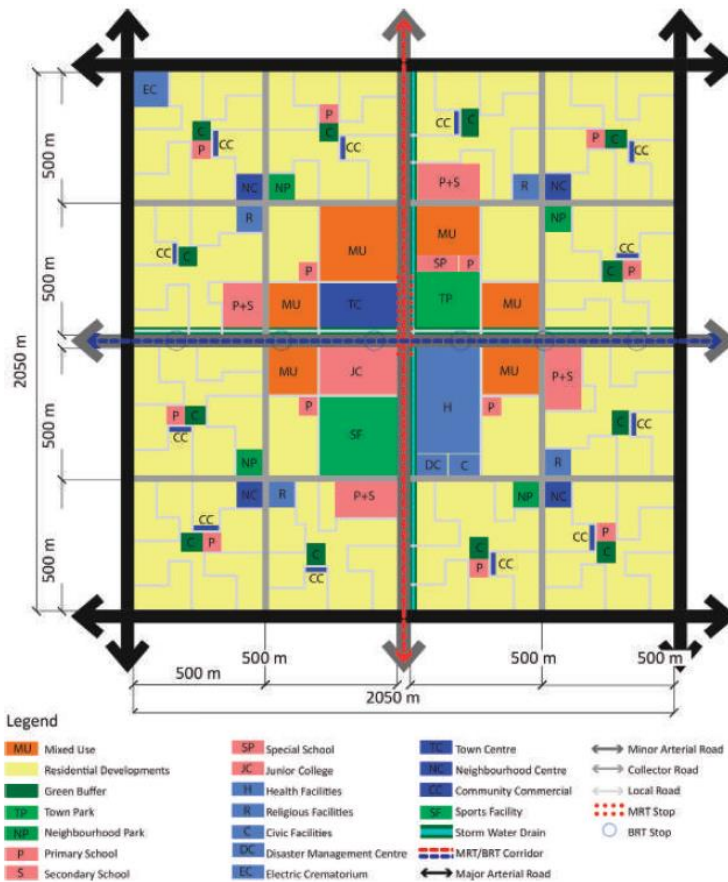 EC
P
C
CC
C
P
CC
P
C
CC
C
P C
CC
P+S
NC
NP
R
NC
R
MU
MU
NP
CC
C
P
SP
P
CC
C
P
P+S
MU
TC
TP
MU
MU
JC
H
MU
P+S
P
C
CC
P
SF
P
C
CC
NP
DC
C
R
NC
R
P+S
NP
NC
CC
C
P
C
CC
C
P
CC
CC
P
C
500 m
500 m
500 m
500 m
2050 m
500 m
500 m
500 m
500 m
2050 m
Legend
MU Mixed Use
Residential Developments
Green Buffer
TP Town Park
NP Neighbourhood Park
P Primary School
S Secondary School
SP Special School
JC Junior College
H Health Facilities
R Religious Facilities
C Civic Facilities
DC Disaster Management Centre
EC Electric Crematorium
TC Town Centre
NC Neighbourhood Centre
CC Community Commercial
SF Sports Facility
Storm Water Drain
MRT/BRT Corridor
Major Arterial Road
Minor Arterial Road
Collector Road
Local Road
MRT Stop
BRT Stop